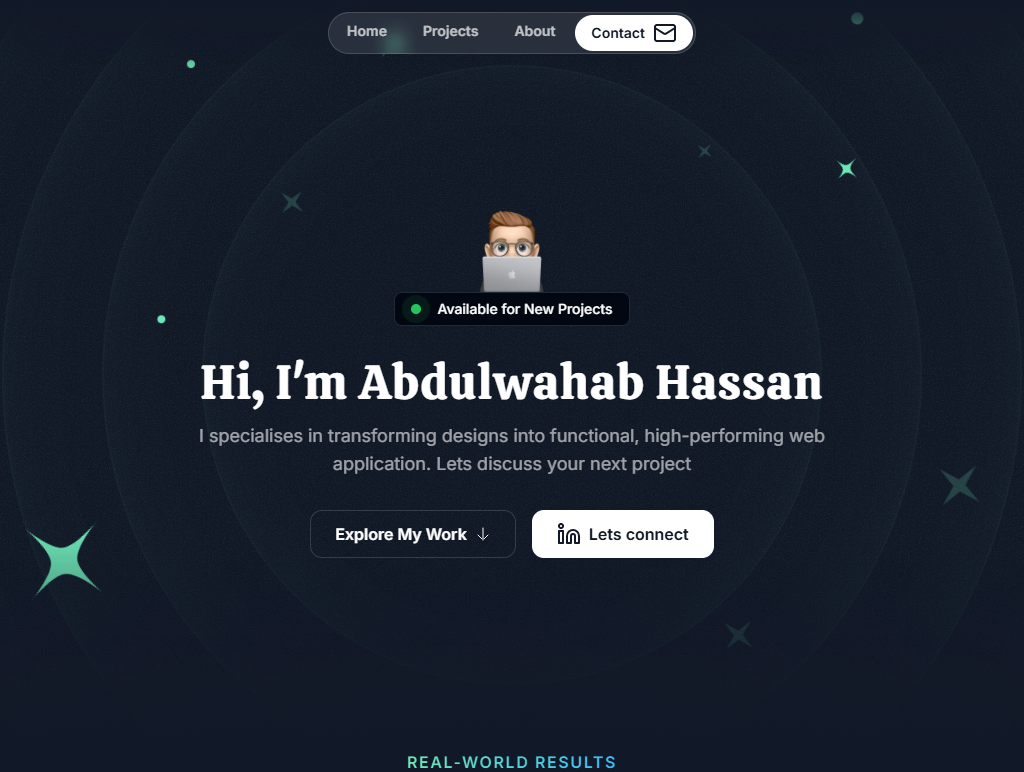 Home Projects About Contact
Available for New Projects
Hi, I'm Abdulwahab Hassan
I specialises in transforming designs into functional, high-performing web
application. Lets discuss your next project
Explore My Work ↓ Lets connect
REAL-WORLD RESULTS